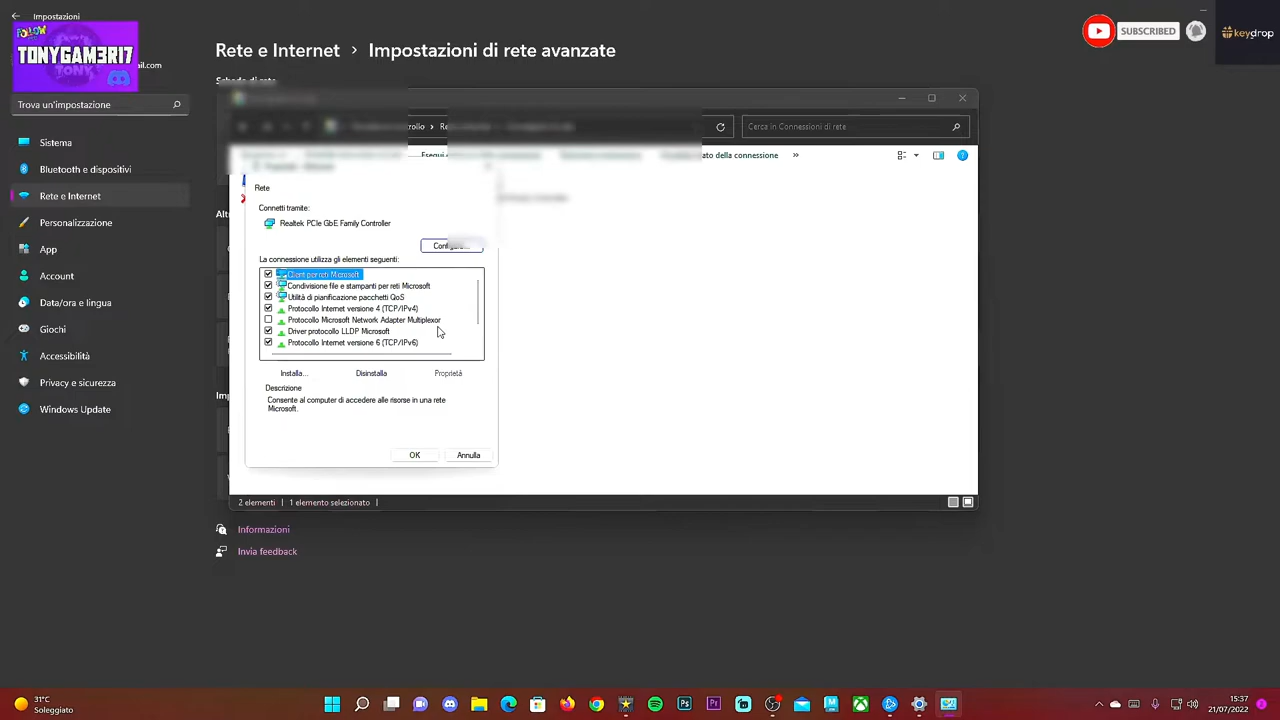 Impostazioni
FOLLOW
TONYGAM3R17
TONY
ail.com
Trova un'impostazione
Sistema
Bluetooth e dispositivi
Rete e Internet
Personalizzazione
App
Account
Data/ora e lingua
Giochi
Accessibilità
Privacy e sicurezza
Windows Update
Rete e Internet > Impostazioni di rete avanzate
SUBSCRIBED
keydrop
Cerca in Connessioni di rete
»
Rete
Connetti tramite:
Realtek PCIe GbE Family Controller
La connessione utilizza gli elementi seguenti:
Client per reti Microsoft
Condivisione file e stampanti per reti Microsoft
Utilità di pianificazione pacchetti QoS
Protocollo Internet versione 4 (TCP/IPv4)
Protocollo Microsoft Network Adapter Multiplexor
Driver protocollo LLDP Microsoft
Protocollo Internet versione 6 (TCP/IPv6)
Installa...
Disinstalla
Proprietà
Descrizione
Consente al computer di accedere alle risorse in una rete
Microsoft.
OK
Annulla
2 elementi
1 elemento selezionato
Informazioni
Invia feedback
31°C
Soleggiato
15:37
21/07/2022